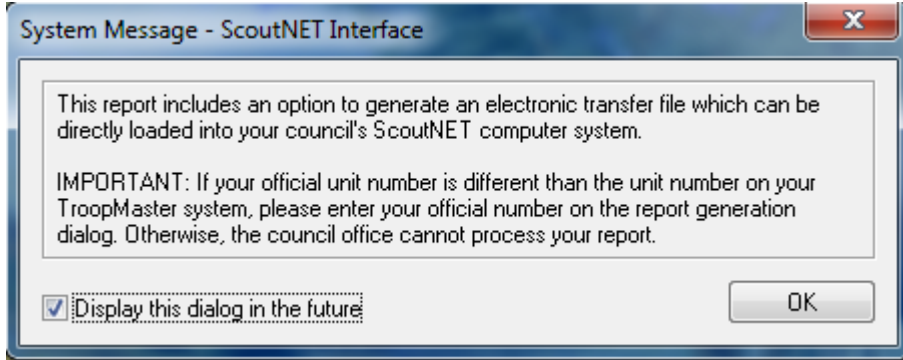 System Message - ScoutNET Interface
This report includes an option to generate an electronic transfer file which can be
directly loaded into your council's ScoutNET computer system.
IMPORTANT: If your official unit number is different than the unit number on your
TroopMaster system, please enter your official number on the report generation
dialog. Otherwise, the council office cannot process your report.
Display this dialog in the future
OK